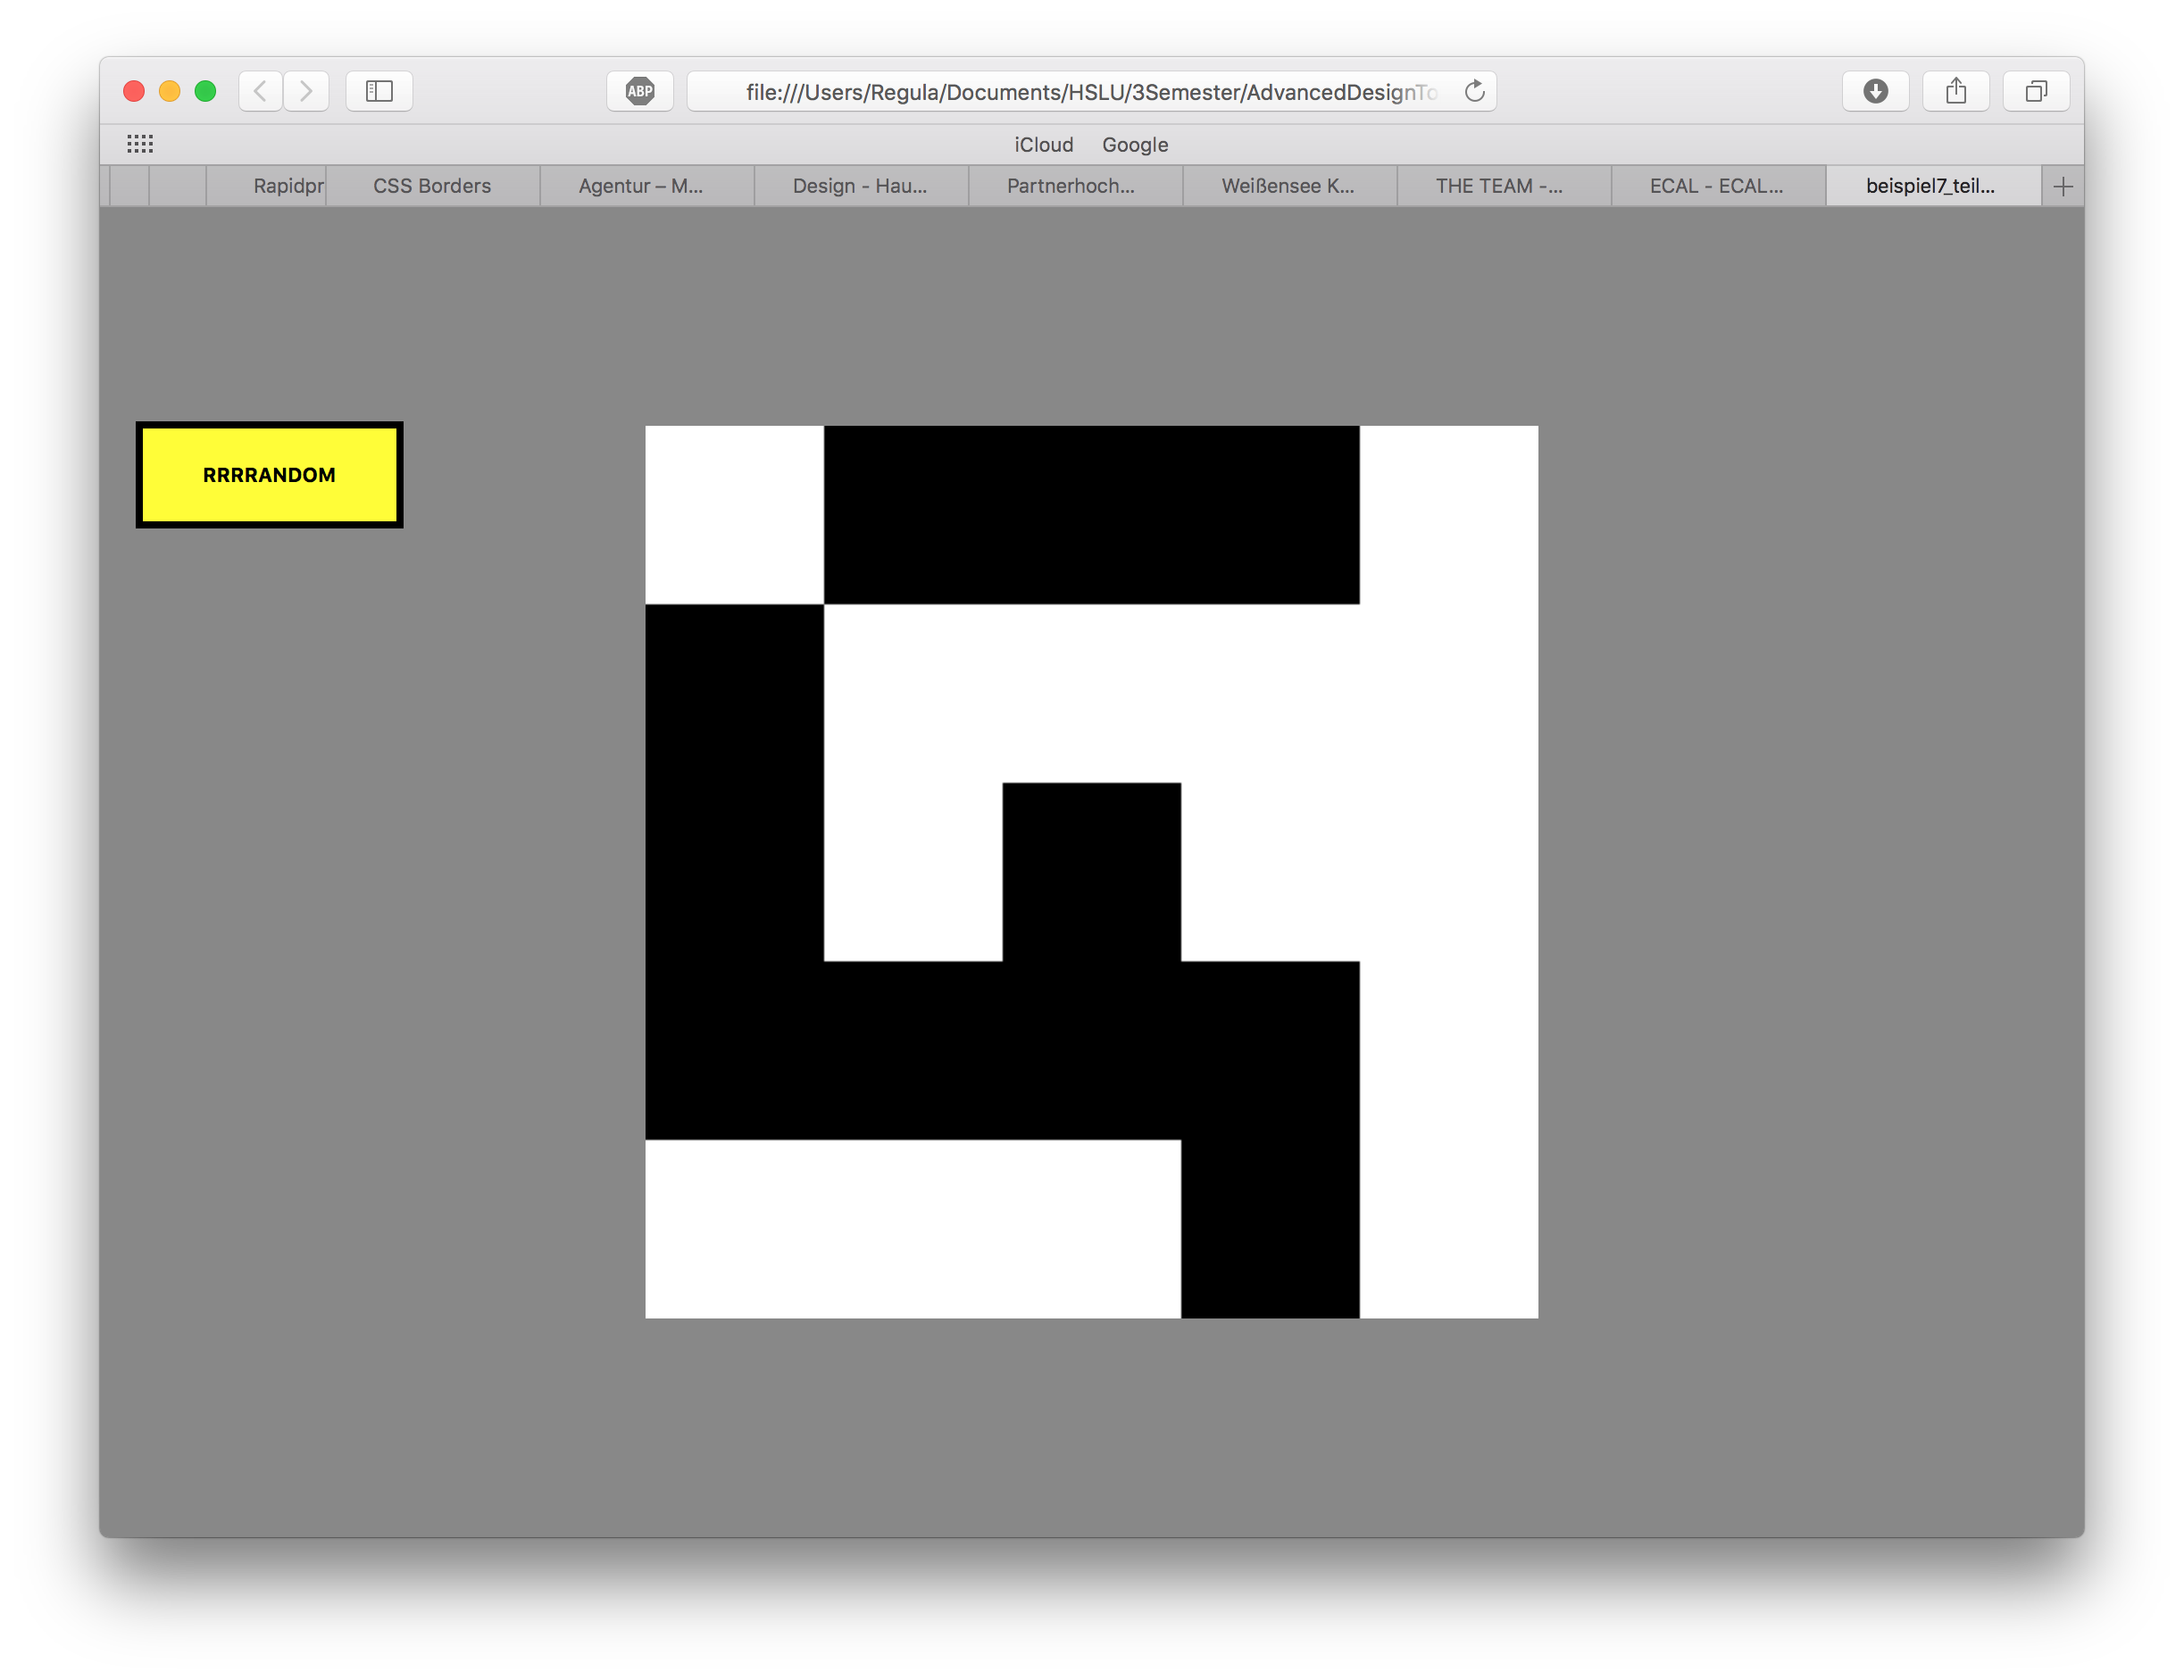 ABP
file:///Users/Regula/Documents/HSLU/3Semester/AdvancedDesignTo
iCloud Google
Rapidpr CSS Borders Agentur – M... Design - Hau... Partnerhoch... Weißensee K... THE TEAM -... ECAL - ECAL... beispiel7_teil...
RRRRANDOM